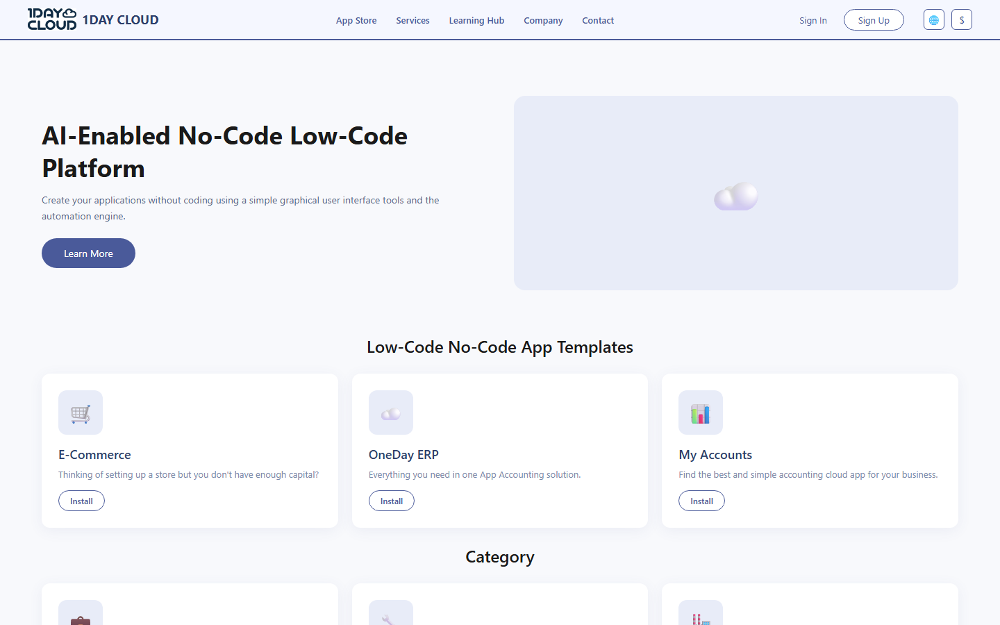 1DAY CLOUD
1DAY CLOUD
App Store
Services
Learning Hub
Company
Contact
Sign In
Sign Up
$
AI-Enabled No-Code Low-Code
Platform
Create your applications without coding using a simple graphical user interface tools and the
automation engine.
Learn More
Low-Code No-Code App Templates
E-Commerce
Thinking of setting up a store but you don't have enough capital?
Install
OneDay ERP
Everything you need in one App Accounting solution.
Install
My Accounts
Find the best and simple accounting cloud app for your business.
Install
Category